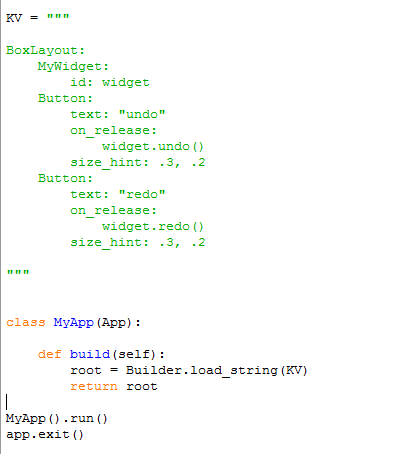 KV = """
BoxLayout:
    MyWidget:
        id: widget
    Button:
        text: "undo"
        on_release:
            widget.undo()
        size_hint: .3, .2
    Button:
        text: "redo"
        on_release:
            widget.redo()
        size_hint: .3, .2
"""
class MyApp(App):
    def build(self):
        root = Builder.load_string(KV)
        return root
MyApp().run()
app.exit()